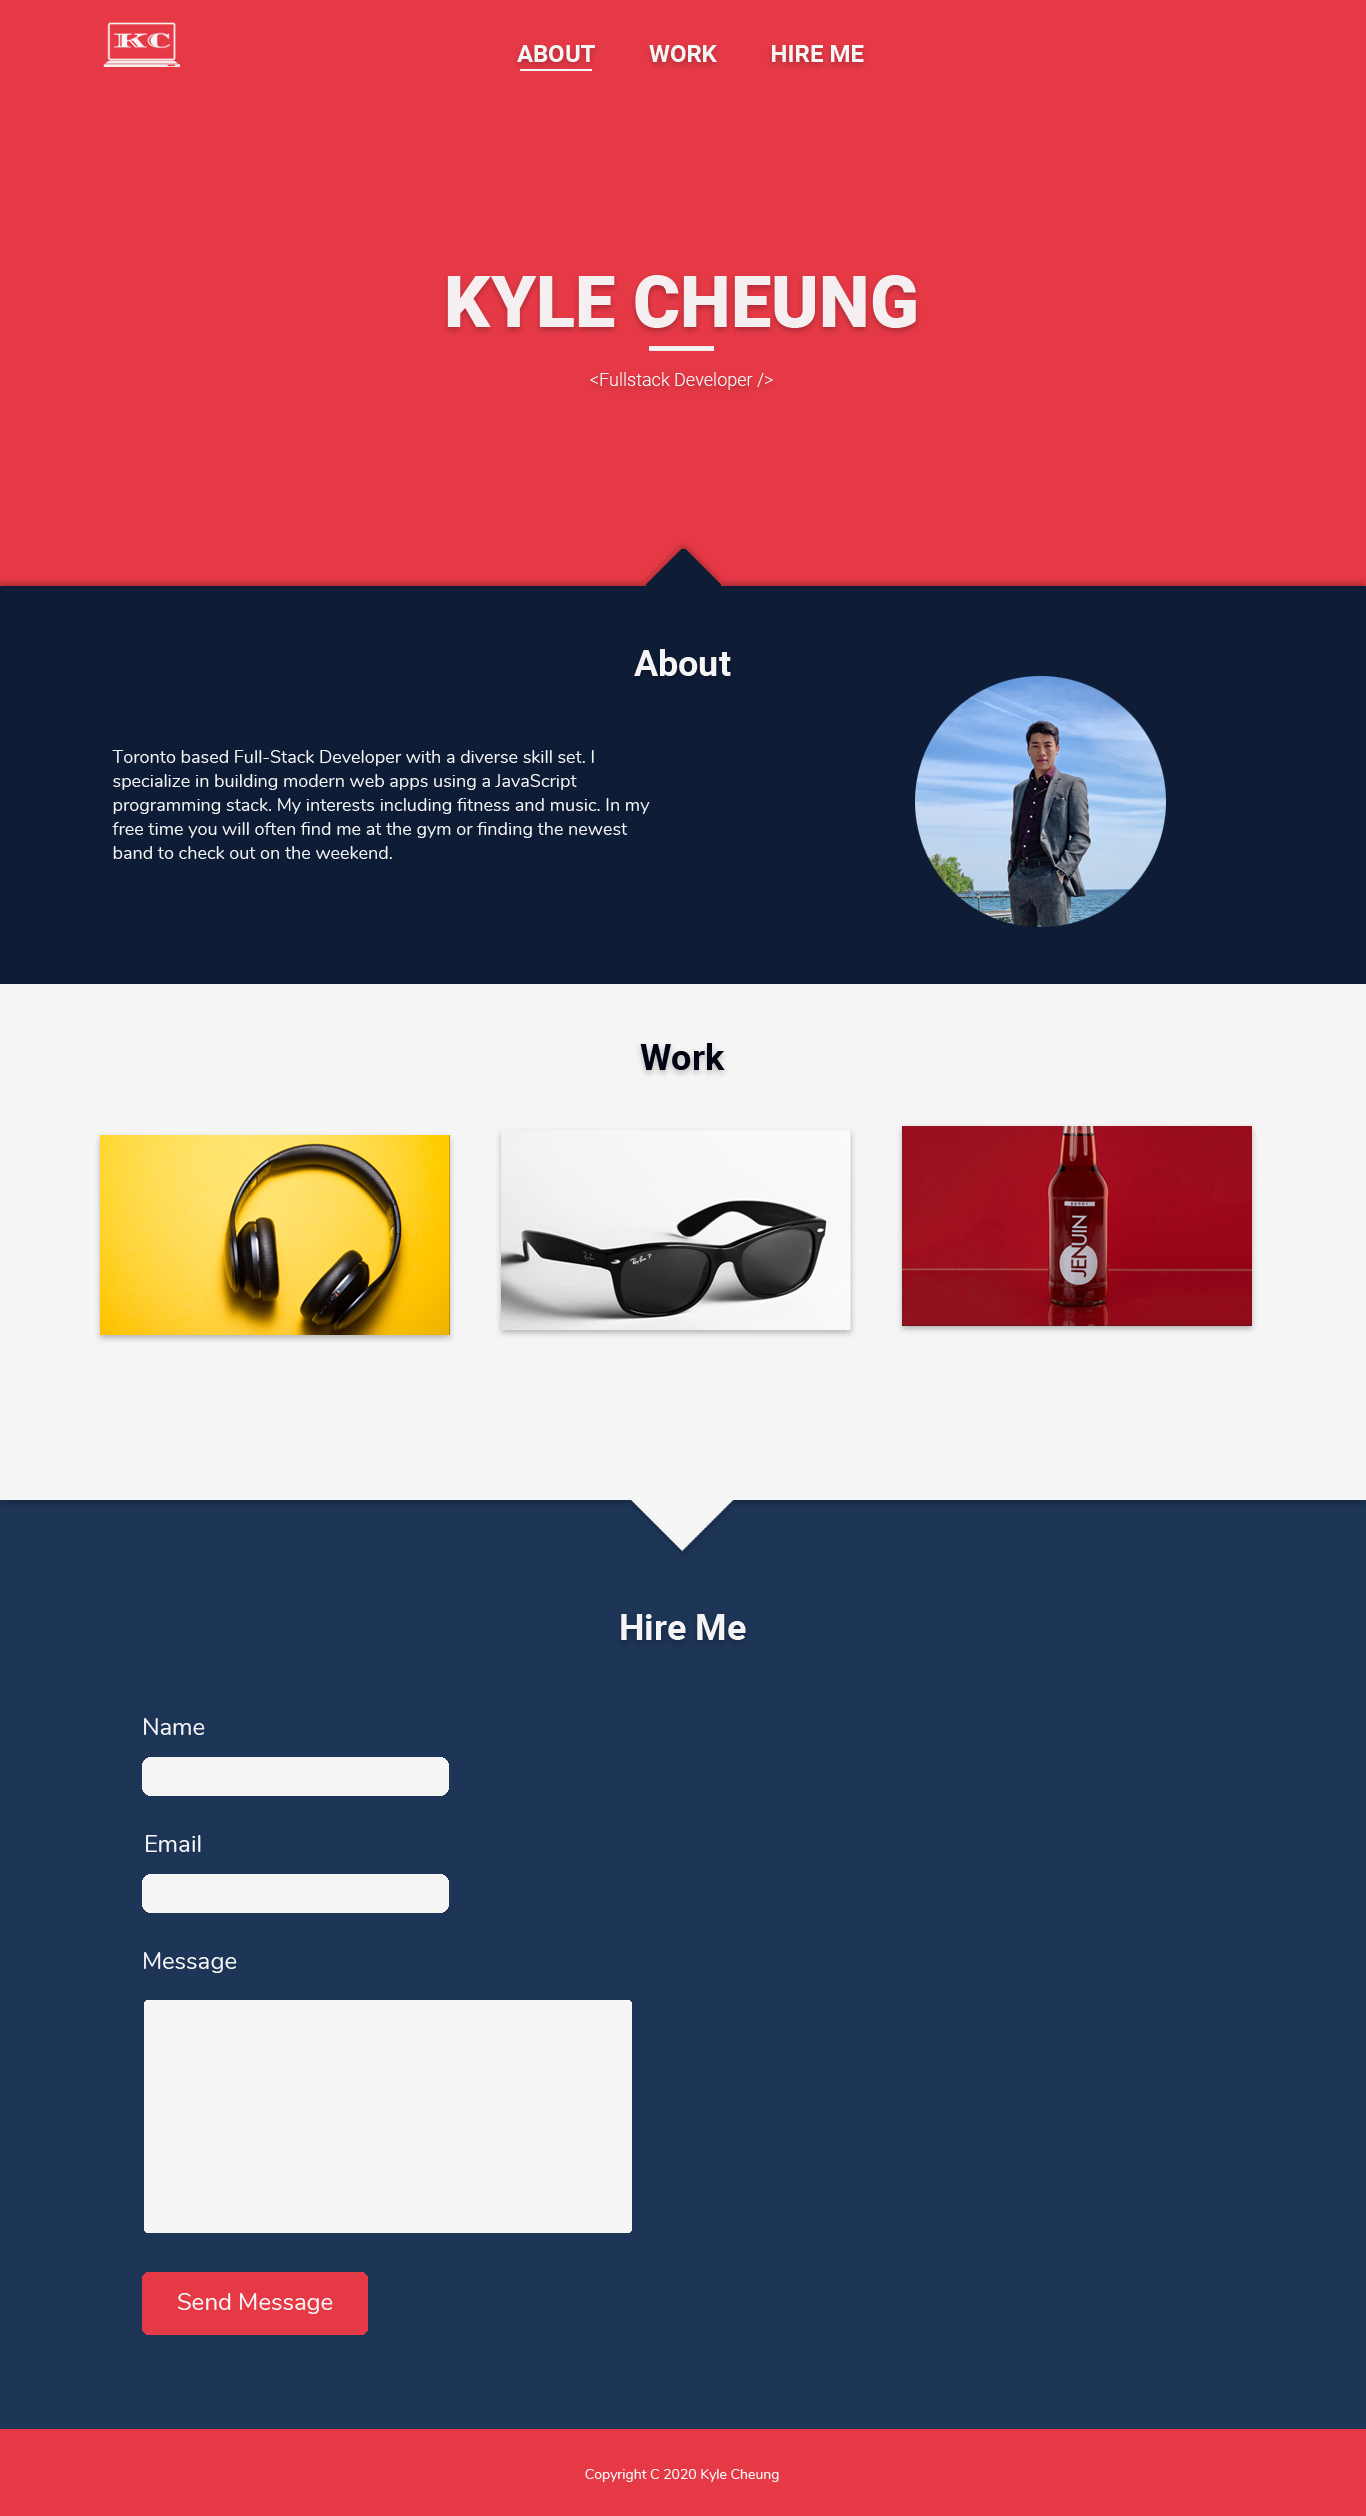 KC
ABOUT WORK HIRE ME
KYLE CHEUNG
<Fullstack Developer />
About
Toronto based Full-Stack Developer with a diverse skill set. I
specialize in building modern web apps using a JavaScript
programming stack. My interests including fitness and music. In my
free time you will often find me at the gym or finding the newest
band to check out on the weekend.
Work
Ray-Ban P
JENUIN
Hire Me
Name
Email
Message
Send Message
Copyright C 2020 Kyle Cheung